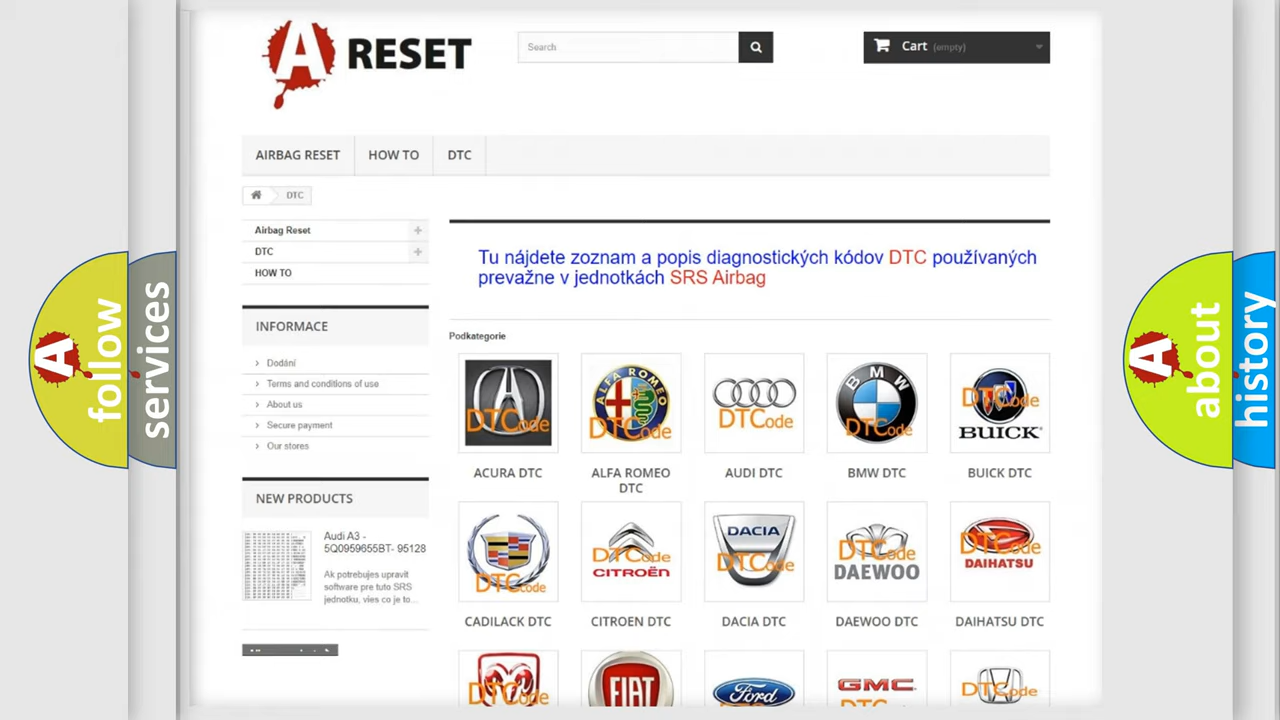 A RESET
Search
Cart (empty)
AIRBAG RESET
HOW TO
DTC
DTC
Airbag Reset
DTC
HOW TO
INFORMACE
Dodání
Terms and conditions of use
About us
Secure payment
Our stores
NEW PRODUCTS
Audi A3 -
5Q0959655BT- 95128
Ak potrebujes upravit
software pre tuto SRS
jednotku, vies co je to...
Tu nájdete zoznam a popis diagnostických kódov DTC používaných
prevažne v jednotkách SRS Airbag
Podkategorie
DTCode
ALFA ROMEO
DTCode
DTCode
BMW
DTCode
DTCode
BUICK
ACURA DTC
ALFA ROMEO
DTC
AUDI DTC
BMW DTC
BUICK DTC
DTCode
DTCode
CITROËN
DACIA
DTCode
DTCode
DAEWOO
DTCode
DAIHATSU
CADILACK DTC
CITROEN DTC
DACIA DTC
DAEWOO DTC
DAIHATSU DTC
DTCode
FIAT
Ford
GMC
DTCode
A follow
services
A about
history